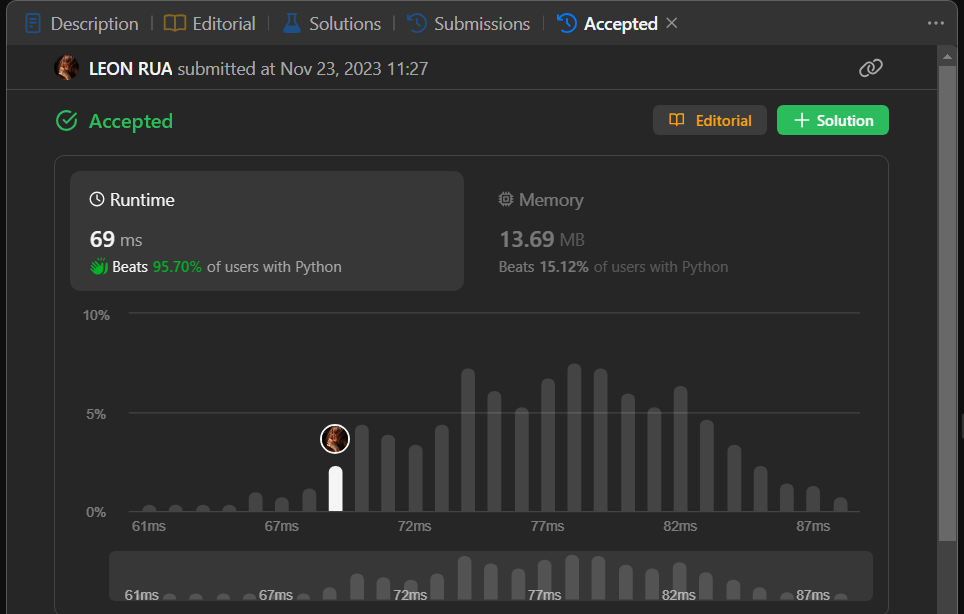 Description Editorial Solutions Submissions Accepted
LEON RUA submitted at Nov 23, 2023 11:27
Accepted Editorial Solution
Runtime Memory
69 ms 13.69 MB
Beats 95.70% of users with Python Beats 15.12% of users with Python
10%
5%
0%
61ms 67ms 72ms 77ms 82ms 87ms
61ms 67ms 72ms 77ms 82ms 87ms